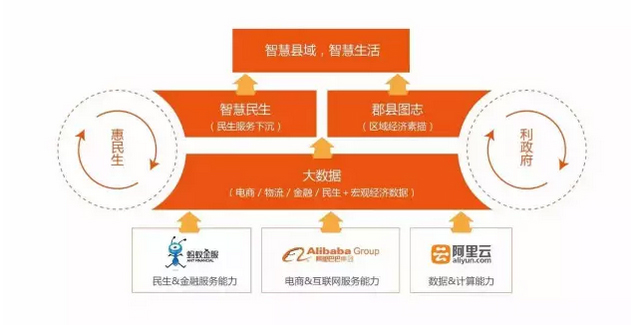 智慧县域，智慧生活
智慧民生
（民生服务下沉）
郡县图志
（区域经济素描）
惠民生
利政府
大数据
（电商/物流/金融/民生+宏观经济数据）
蚂蚁金服
ANT FINANCIAL
民生&金融服务能力
Alibaba Group
阿里巴巴集团
电商&互联网服务能力
阿里云
aliyun.com
数据&计算能力